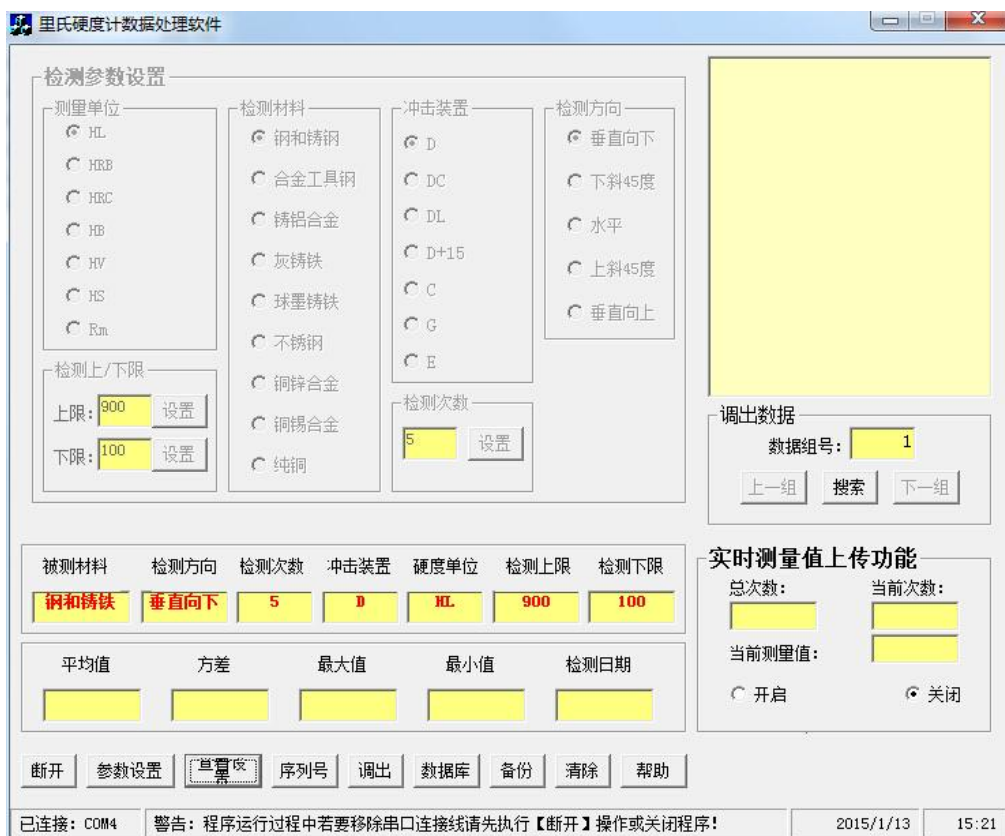 里氏硬度计数据处理软件
检测参数设置
测量单位
HL
HRB
HRC
HB
HV
HS
Rm
检测上/下限
上限: 900 设置
下限: 100 设置
检测材料
钢和铸钢
合金工具钢
铸铝合金
灰铸铁
球墨铸铁
不锈钢
铜锌合金
铜锡合金
纯铜
冲击装置
D
DC
DL
D+15
C
G
E
检测次数
5 设置
检测方向
垂直向下
下斜45度
水平
上斜45度
垂直向上
调出数据
数据组号: 1
上一组 搜索 下一组
被测材料 检测方向 检测次数 冲击装置 硬度单位 检测上限 检测下限
钢和铸铁 垂直向下 5 D HL 900 100
平均值 方差 最大值 最小值 检测日期
实时测量值上传功能
总次数: 当前次数:
当前测量值:
开启 关闭
断开 参数设置 序列号 调出 数据库 备份 清除 帮助
已连接: COM4 警告: 程序运行过程中若要移除串口连接线请先执行【断开】操作或关闭程序! 2015/1/13 15:21